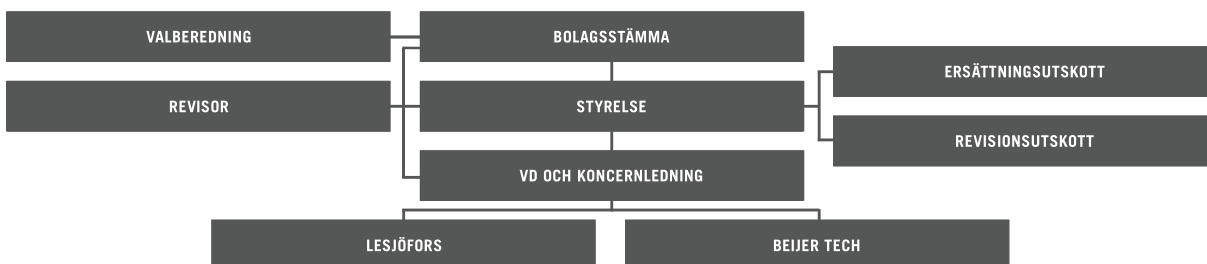 VALBEREDNING
BOLAGSSTÄMMA
ERSÄTTNINGSUTSKOTT
REVISOR
STYRELSE
REVISIONSUTSKOTT
VD OCH KONCERNLEDNING
LESJÖFORS
BEIJER TECH